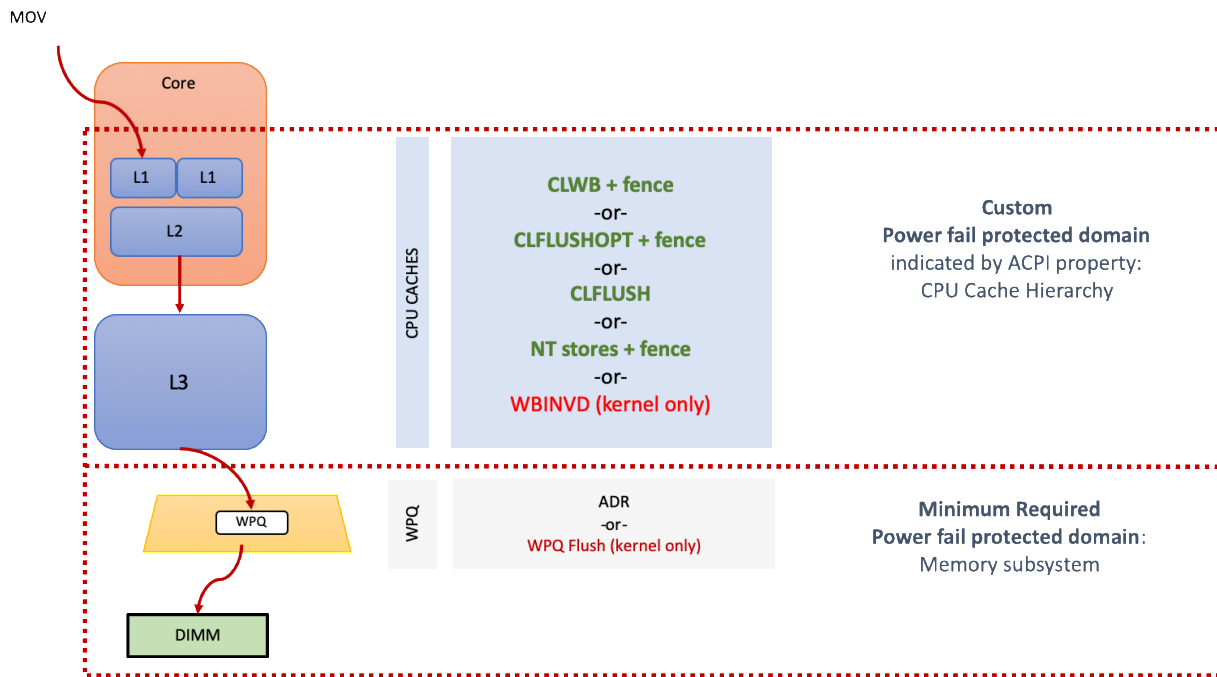 MOV
Core
L1
L1
L2
L3
CPU CACHES
CLWB + fence
-or-
CLFLUSHOPT + fence
-or-
CLFLUSH
-or-
NT stores + fence
-or-
WBINVD (kernel only)
Custom
Power fail protected domain
indicated by ACPI property:
CPU Cache Hierarchy
WPQ
WPQ
ADR
-or-
WPQ Flush (kernel only)
Minimum Required
Power fail protected domain:
Memory subsystem
DIMM